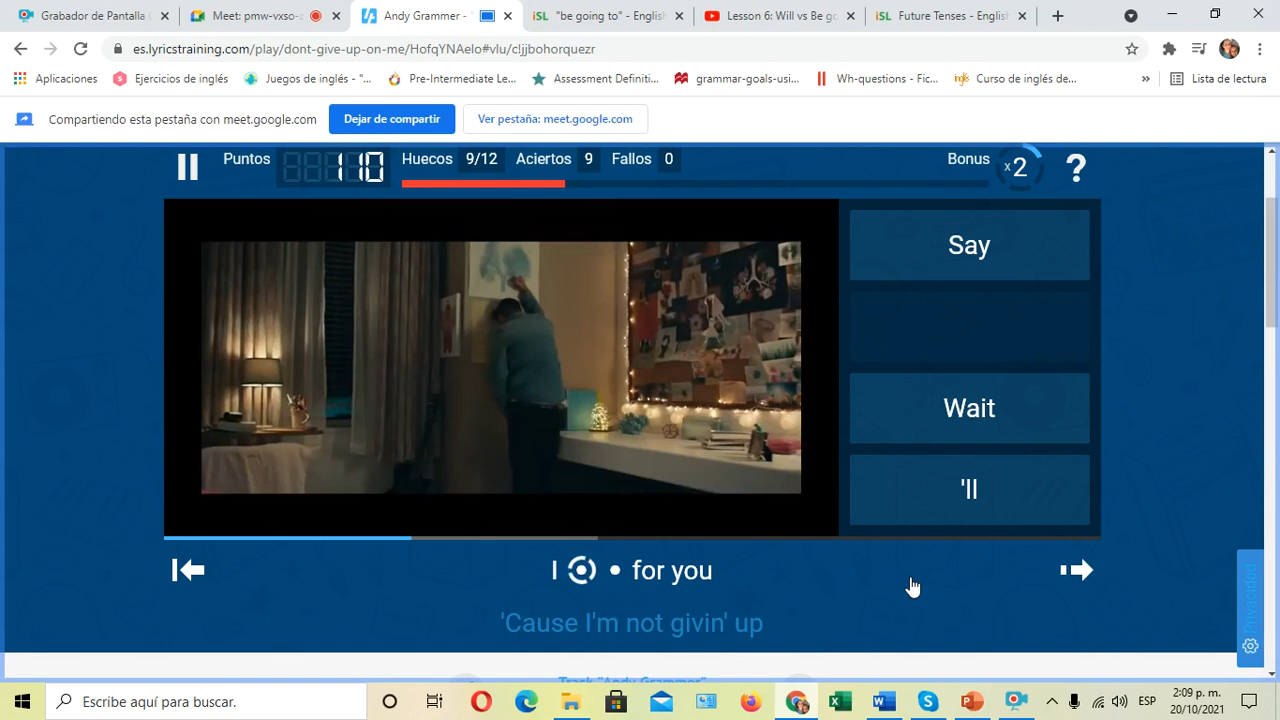 Grabador de Pantalla
Meet: pmw-vxso-z
Andy Grammer -
iSL "be going to" - English
Lesson 6: Will vs Be go
iSL Future Tenses - Englis
es.lyricstraining.com/play/dont-give-up-on-me/HofqYNAelo#vlu/cljjbohorquezr
Aplicaciones
Ejercicios de inglés
Juegos de inglés - "...
Pre-Intermediate Le...
Assessment Definiti...
grammar-goals-usi...
Wh-questions - Fic...
Curso de inglés de...
»
Lista de lectura
Compartiendo esta pestaña con meet.google.com
Dejar de compartir
Ver pestaña: meet.google.com
Puntos 110
Huecos 9/12 Aciertos 9 Fallos 0
Bonus x2 ?
Say
Wait
'll
I • for you
'Cause I'm not givin' up
Privacidad
Track "Andy Grammer"
Escribe aquí para buscar.
ESP
2:09 p. m.
20/10/2021